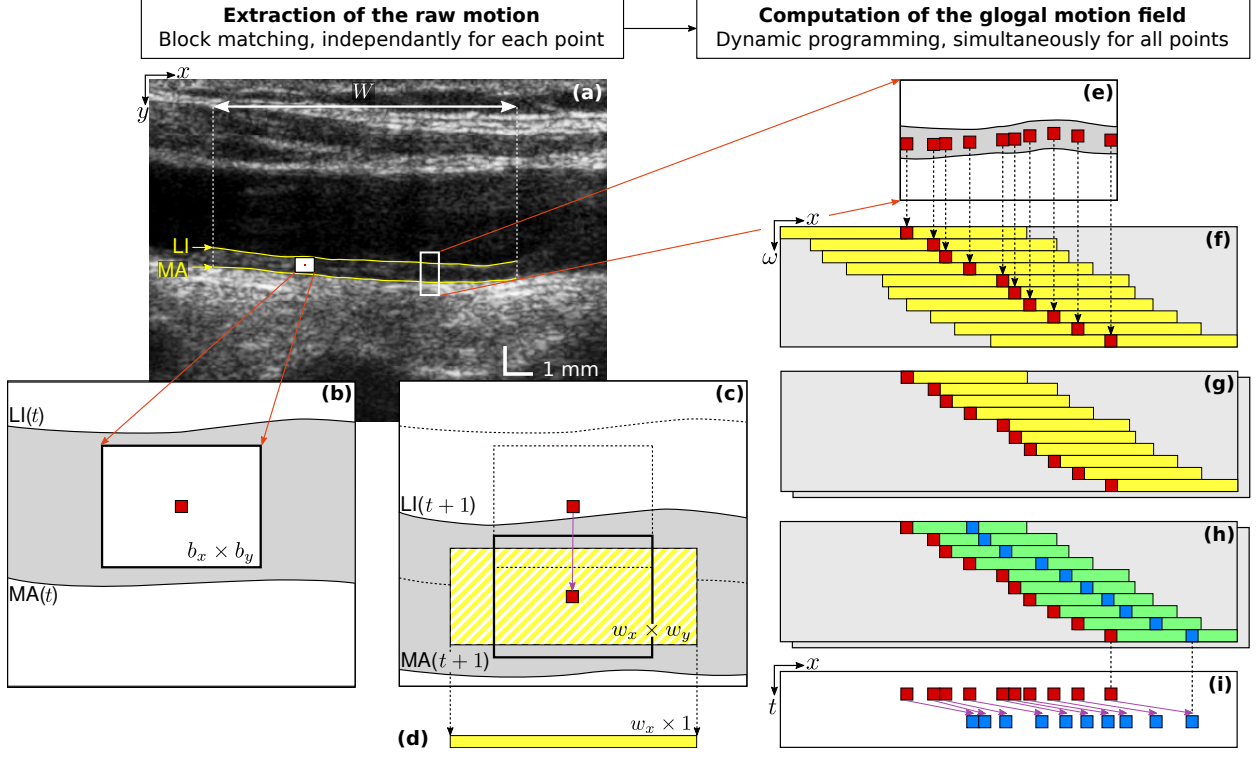 Extraction of the raw motion
Block matching, independantly for each point
Computation of the glogal motion field
Dynamic programming, simultaneously for all points
x
y
W
(a)
LI
MA
1 mm
(b)
LI(t)
b_x × b_y
MA(t)
(c)
LI(t + 1)
w_x × w_y
MA(t + 1)
w_x × 1
(d)
(e)
x
ω
(f)
(g)
(h)
x
t
(i)